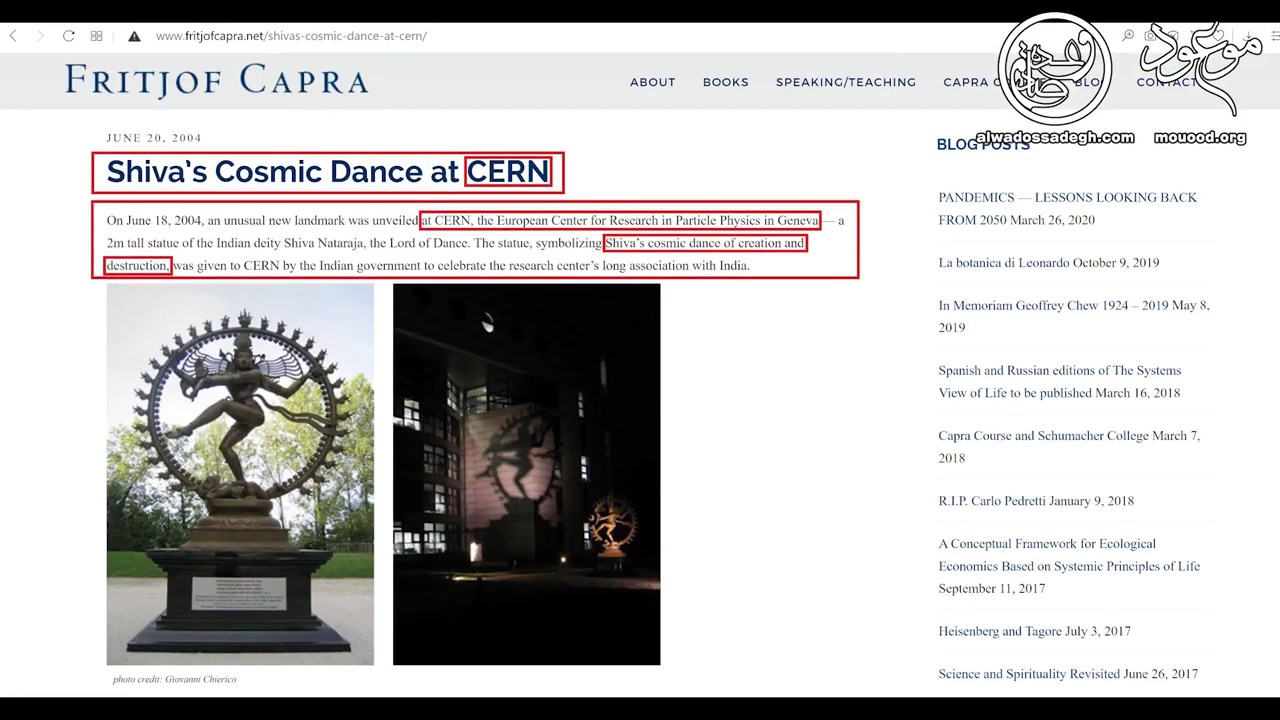 www.fritjofcapra.net/shivas-cosmic-dance-at-cern/
موعود
FRITJOF CAPRA
ABOUT BOOKS SPEAKING/TEACHING CAPRA CONTACT
alwadossadegh.com mouood.org
JUNE 20, 2004
BLOG POSTS
Shiva's Cosmic Dance at CERN
On June 18, 2004, an unusual new landmark was unveiled at CERN, the European Center for Research in Particle Physics in Geneva — a
2m tall statue of the Indian deity Shiva Nataraja, the Lord of Dance. The statue, symbolizing Shiva's cosmic dance of creation and
destruction, was given to CERN by the Indian government to celebrate the research center's long association with India.
PANDEMICS — LESSONS LOOKING BACK
FROM 2050 March 26, 2020
La botanica di Leonardo October 9, 2019
In Memoriam Geoffrey Chew 1924 – 2019 May 8,
2019
Spanish and Russian editions of The Systems
View of Life to be published March 16, 2018
Capra Course and Schumacher College March 7,
2018
R.I.P. Carlo Pedretti January 9, 2018
A Conceptual Framework for Ecological
Economics Based on Systemic Principles of Life
September 11, 2017
Heisenberg and Tagore July 3, 2017
Science and Spirituality Revisited June 26, 2017
photo credit: Giovanni Chierico